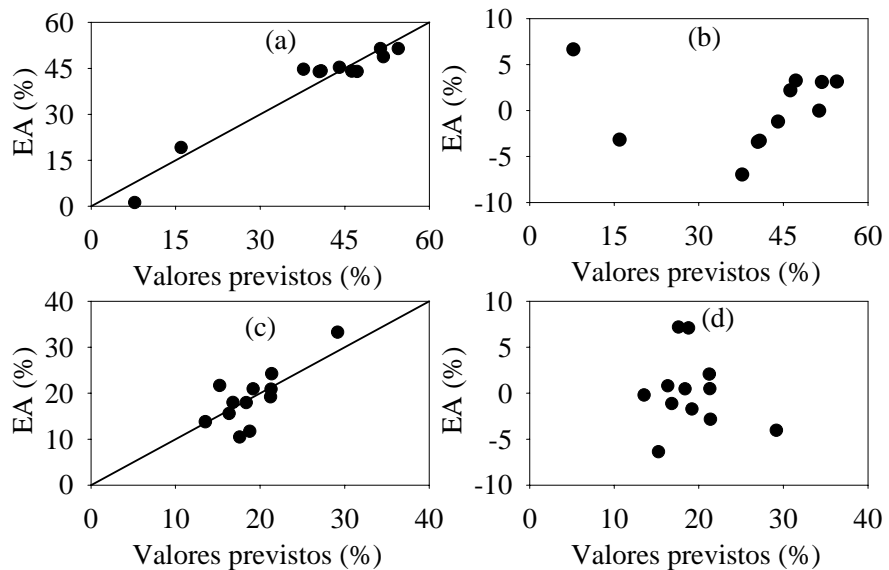 60
45
30
15
0
EA (%)
(a)
0 15 30 45 60
Valores previstos (%)
10
5
0
-5
-10
EA (%)
(b)
0 15 30 45 60
Valores previstos (%)
40
30
20
10
0
EA (%)
(c)
0 10 20 30 40
Valores previstos (%)
10
5
0
-5
-10
EA (%)
(d)
0 10 20 30 40
Valores previstos (%)